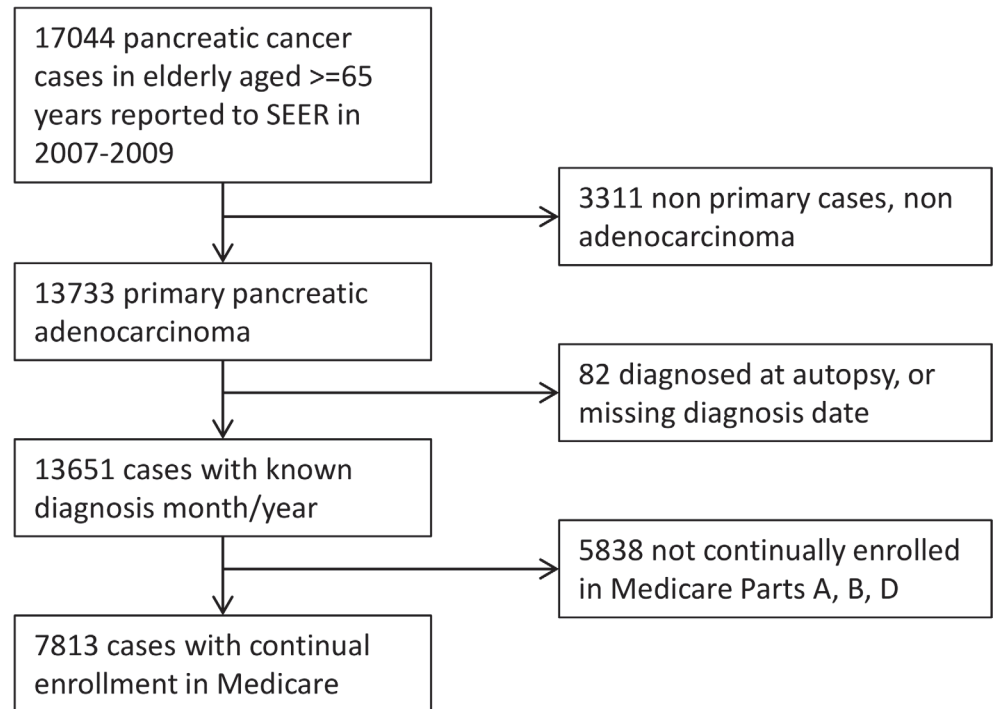 17044 pancreatic cancer
cases in elderly aged >=65
years reported to SEER in
2007-2009
3311 non primary cases, non
adenocarcinoma
13733 primary pancreatic
adenocarcinoma
82 diagnosed at autopsy, or
missing diagnosis date
13651 cases with known
diagnosis month/year
5838 not continually enrolled
in Medicare Parts A, B, D
7813 cases with continual
enrollment in Medicare